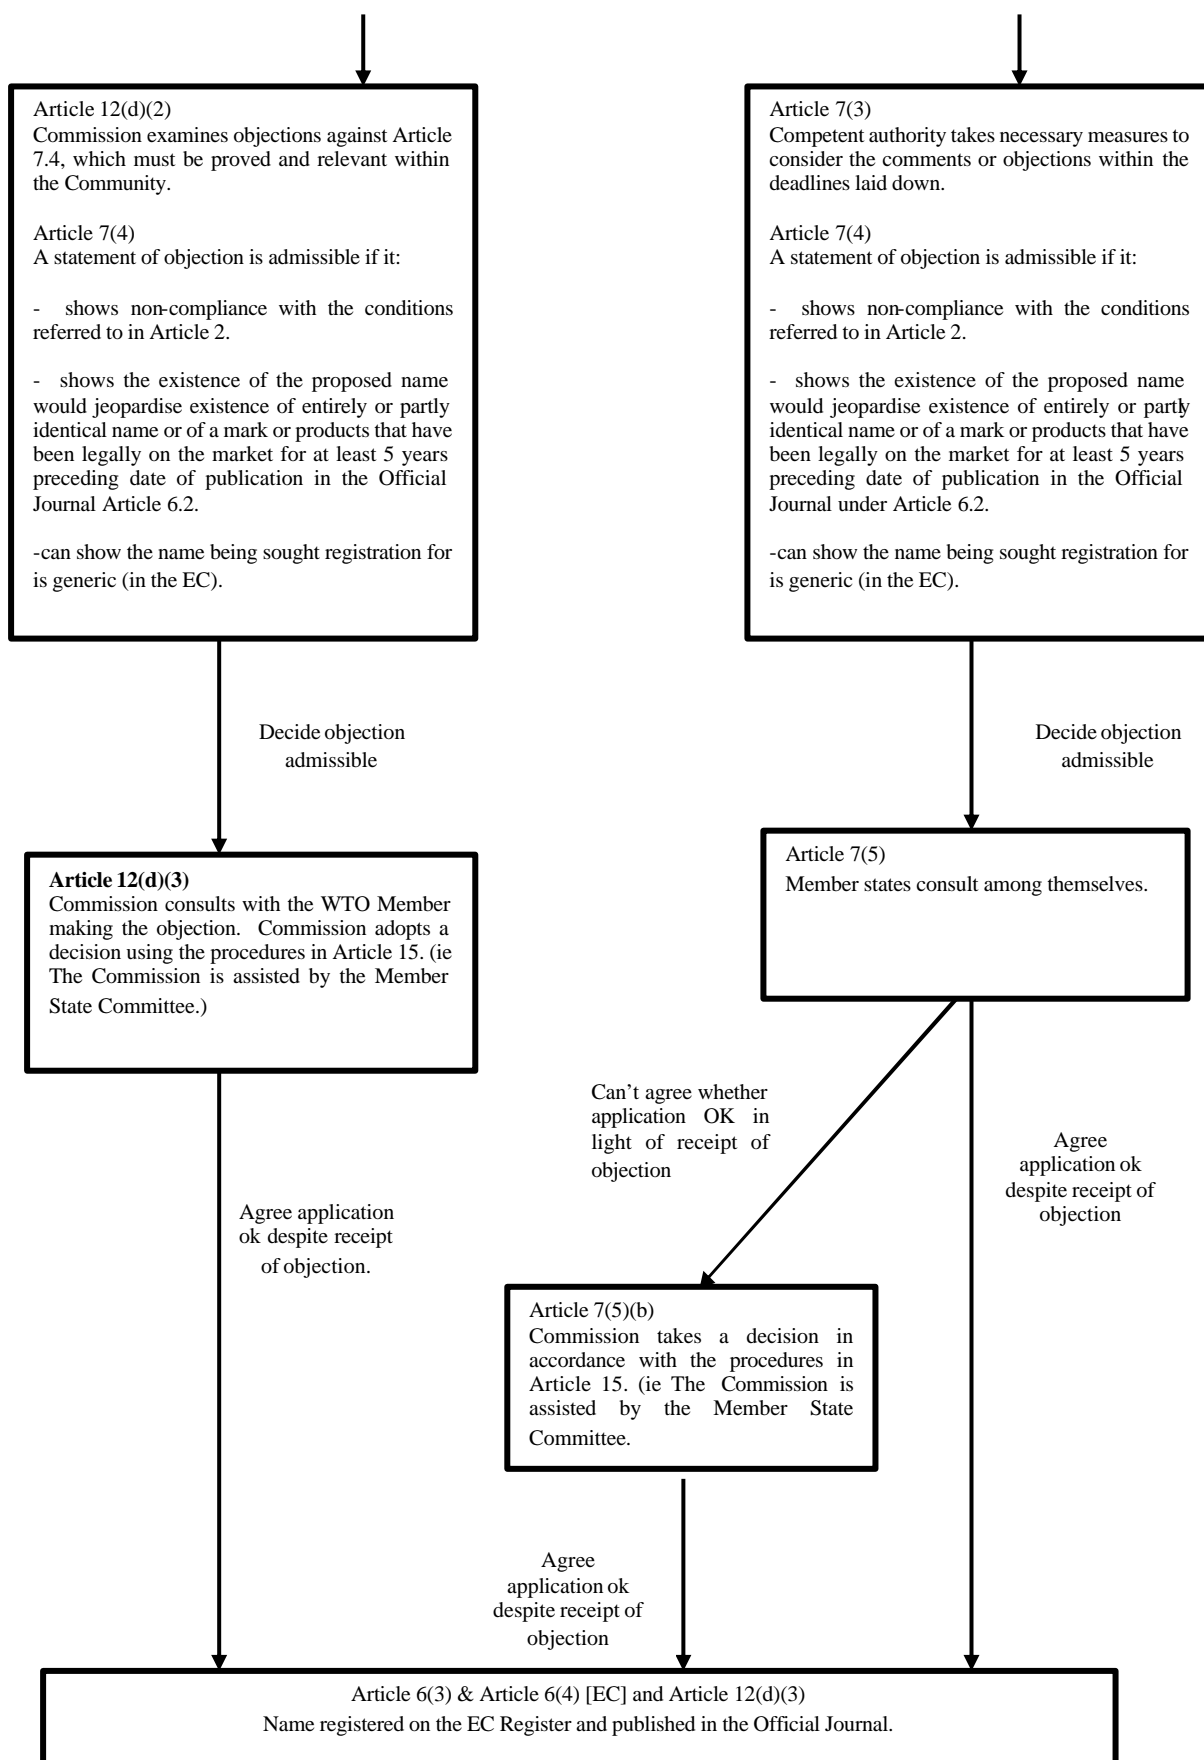 Article 12(d)(2)
Commission examines objections against Article
7.4, which must be proved and relevant within
the Community.
Article 7(4)
A statement of objection is admissible if it:
- shows non-compliance with the conditions
referred to in Article 2.
- shows the existence of the proposed name
would jeopardise existence of entirely or partly
identical name or of a mark or products that have
been legally on the market for at least 5 years
preceding date of publication in the Official
Journal Article 6.2.
-can show the name being sought registration for
is generic (in the EC).
Article 7(3)
Competent authority takes necessary measures to
consider the comments or objections within the
deadlines laid down.
Article 7(4)
A statement of objection is admissible if it:
- shows non-compliance with the conditions
referred to in Article 2.
- shows the existence of the proposed name
would jeopardise existence of entirely or partly
identical name or of a mark or products that have
been legally on the market for at least 5 years
preceding date of publication in the Official
Journal under Article 6.2.
-can show the name being sought registration for
is generic (in the EC).
Decide objection
admissible
Decide objection
admissible
Article 12(d)(3)
Commission consults with the WTO Member
making the objection. Commission adopts a
decision using the procedures in Article 15. (ie
The Commission is assisted by the Member
State Committee.)
Article 7(5)
Member states consult among themselves.
Can't agree whether
application OK in
light of receipt of
objection
Agree
application ok
despite receipt of
objection
Agree application
ok despite receipt
of objection.
Article 7(5)(b)
Commission takes a decision in
accordance with the procedures in
Article 15. (ie The Commission is
assisted by the Member State
Committee.
Agree
application ok
despite receipt of
objection
Article 6(3) & Article 6(4) [EC] and Article 12(d)(3)
Name registered on the EC Register and published in the Official Journal.